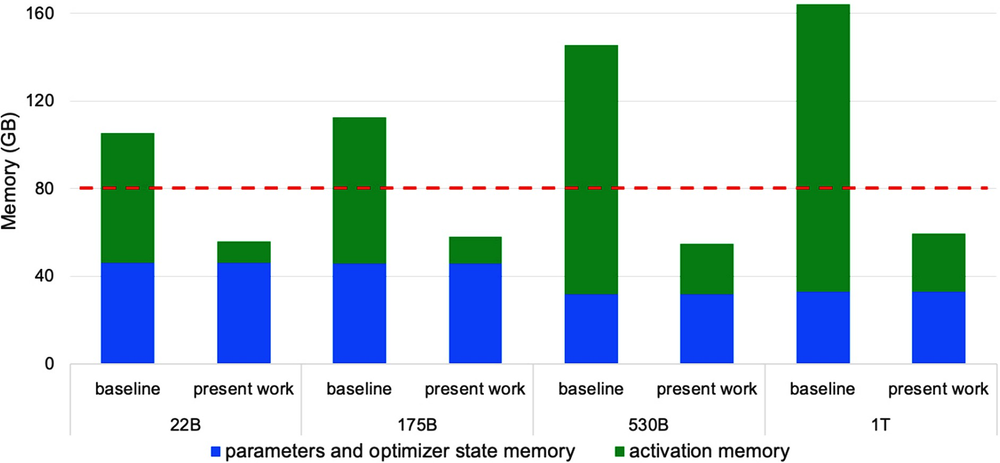 160
120
80
40
0
Memory (GB)
baseline present work baseline present work baseline present work baseline present work
22B 175B 530B 1T
parameters and optimizer state memory activation memory